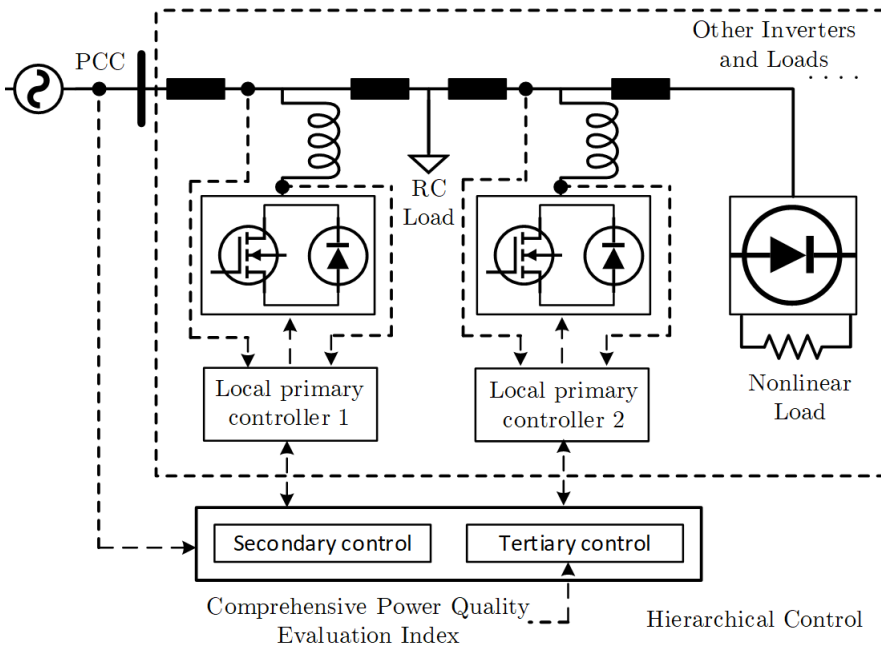 Other Inverters
and Loads
. . . .
PCC
RC
Load
Local primary
controller 1
Local primary
controller 2
Nonlinear
Load
Secondary control
Tertiary control
Comprehensive Power Quality
Evaluation Index
Hierarchical Control